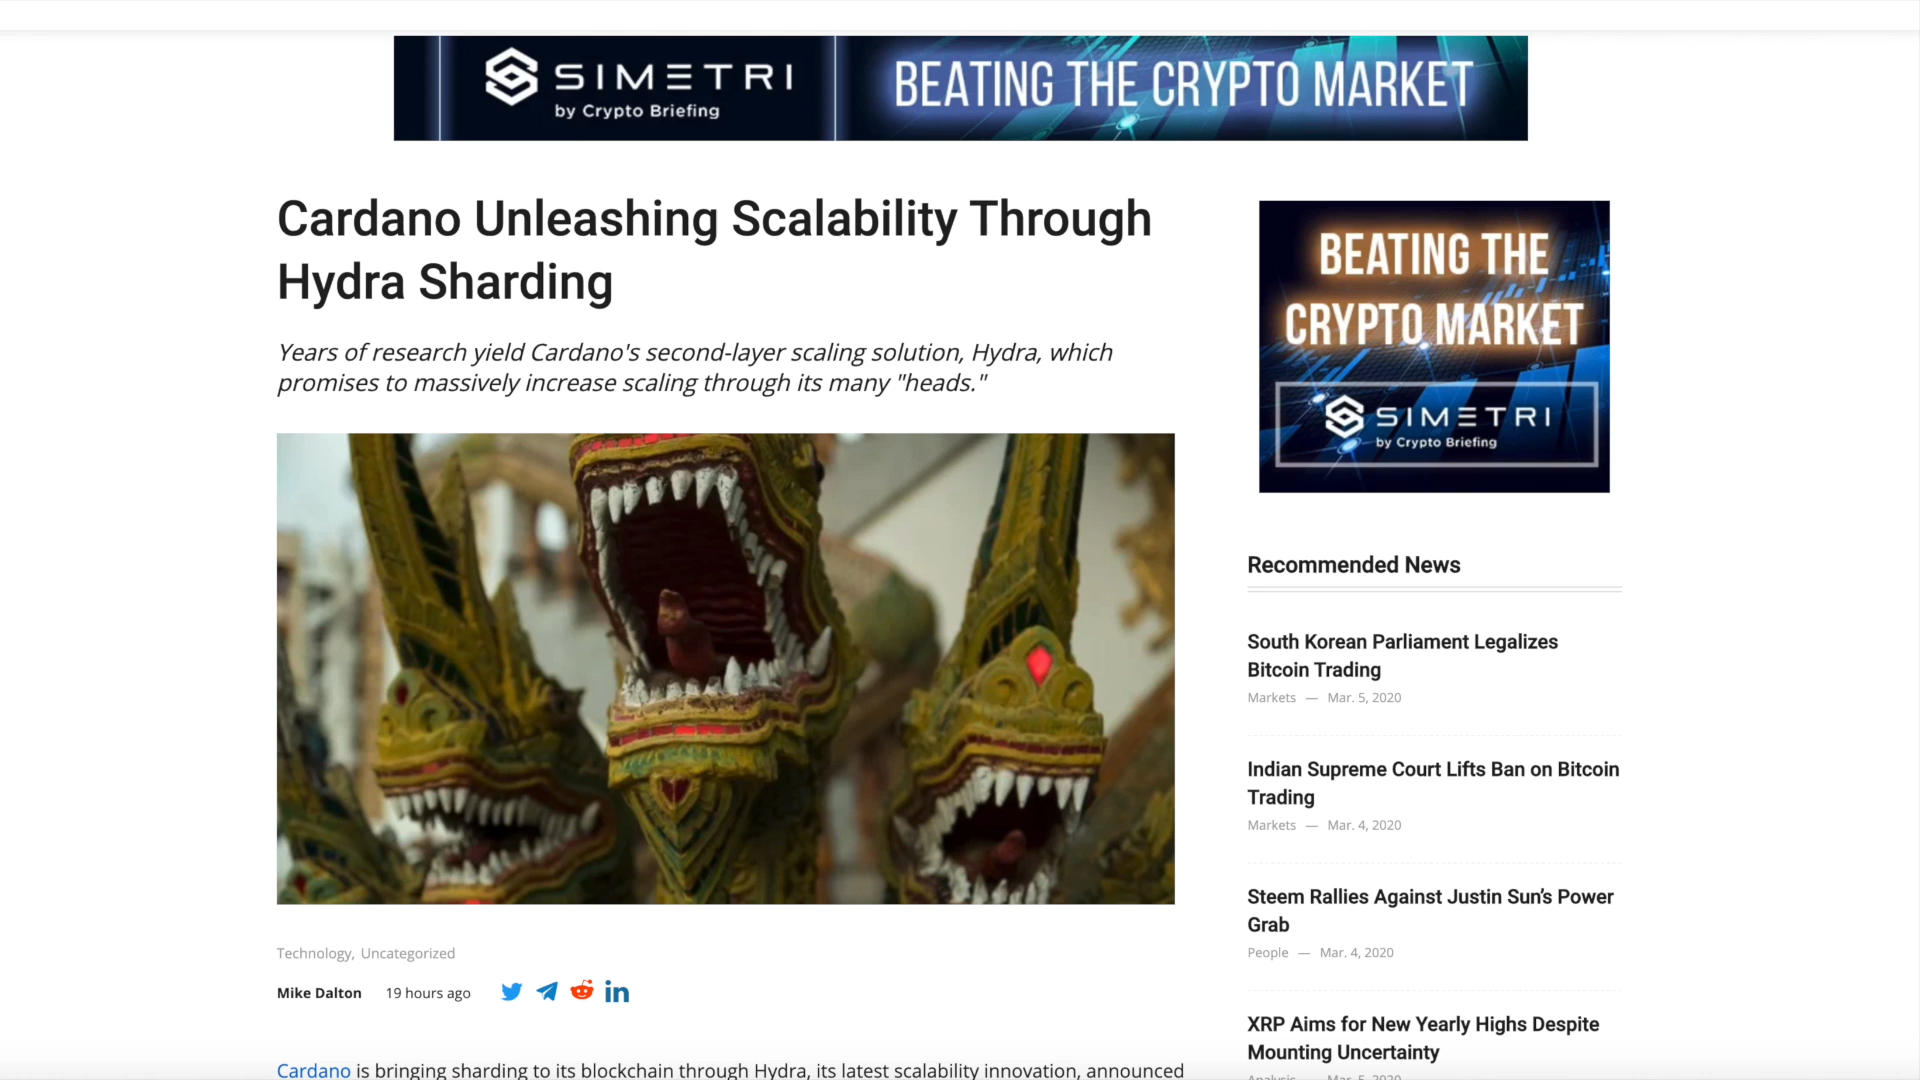 SIMETRI
by Crypto Briefing
BEATING THE CRYPTO MARKET
Cardano Unleashing Scalability Through
Hydra Sharding
Years of research yield Cardano's second-layer scaling solution, Hydra, which
promises to massively increase scaling through its many "heads."
Technology, Uncategorized
Mike Dalton 19 hours ago
Cardano is bringing sharding to its blockchain through Hydra, its latest scalability innovation, announced
BEATING THE
CRYPTO MARKET
SIMETRI
by Crypto Briefing
Recommended News
South Korean Parliament Legalizes
Bitcoin Trading
Markets — Mar. 5, 2020
Indian Supreme Court Lifts Ban on Bitcoin
Trading
Markets — Mar. 4, 2020
Steem Rallies Against Justin Sun’s Power
Grab
People — Mar. 4, 2020
XRP Aims for New Yearly Highs Despite
Mounting Uncertainty
Analysis — Mar. 5, 2020